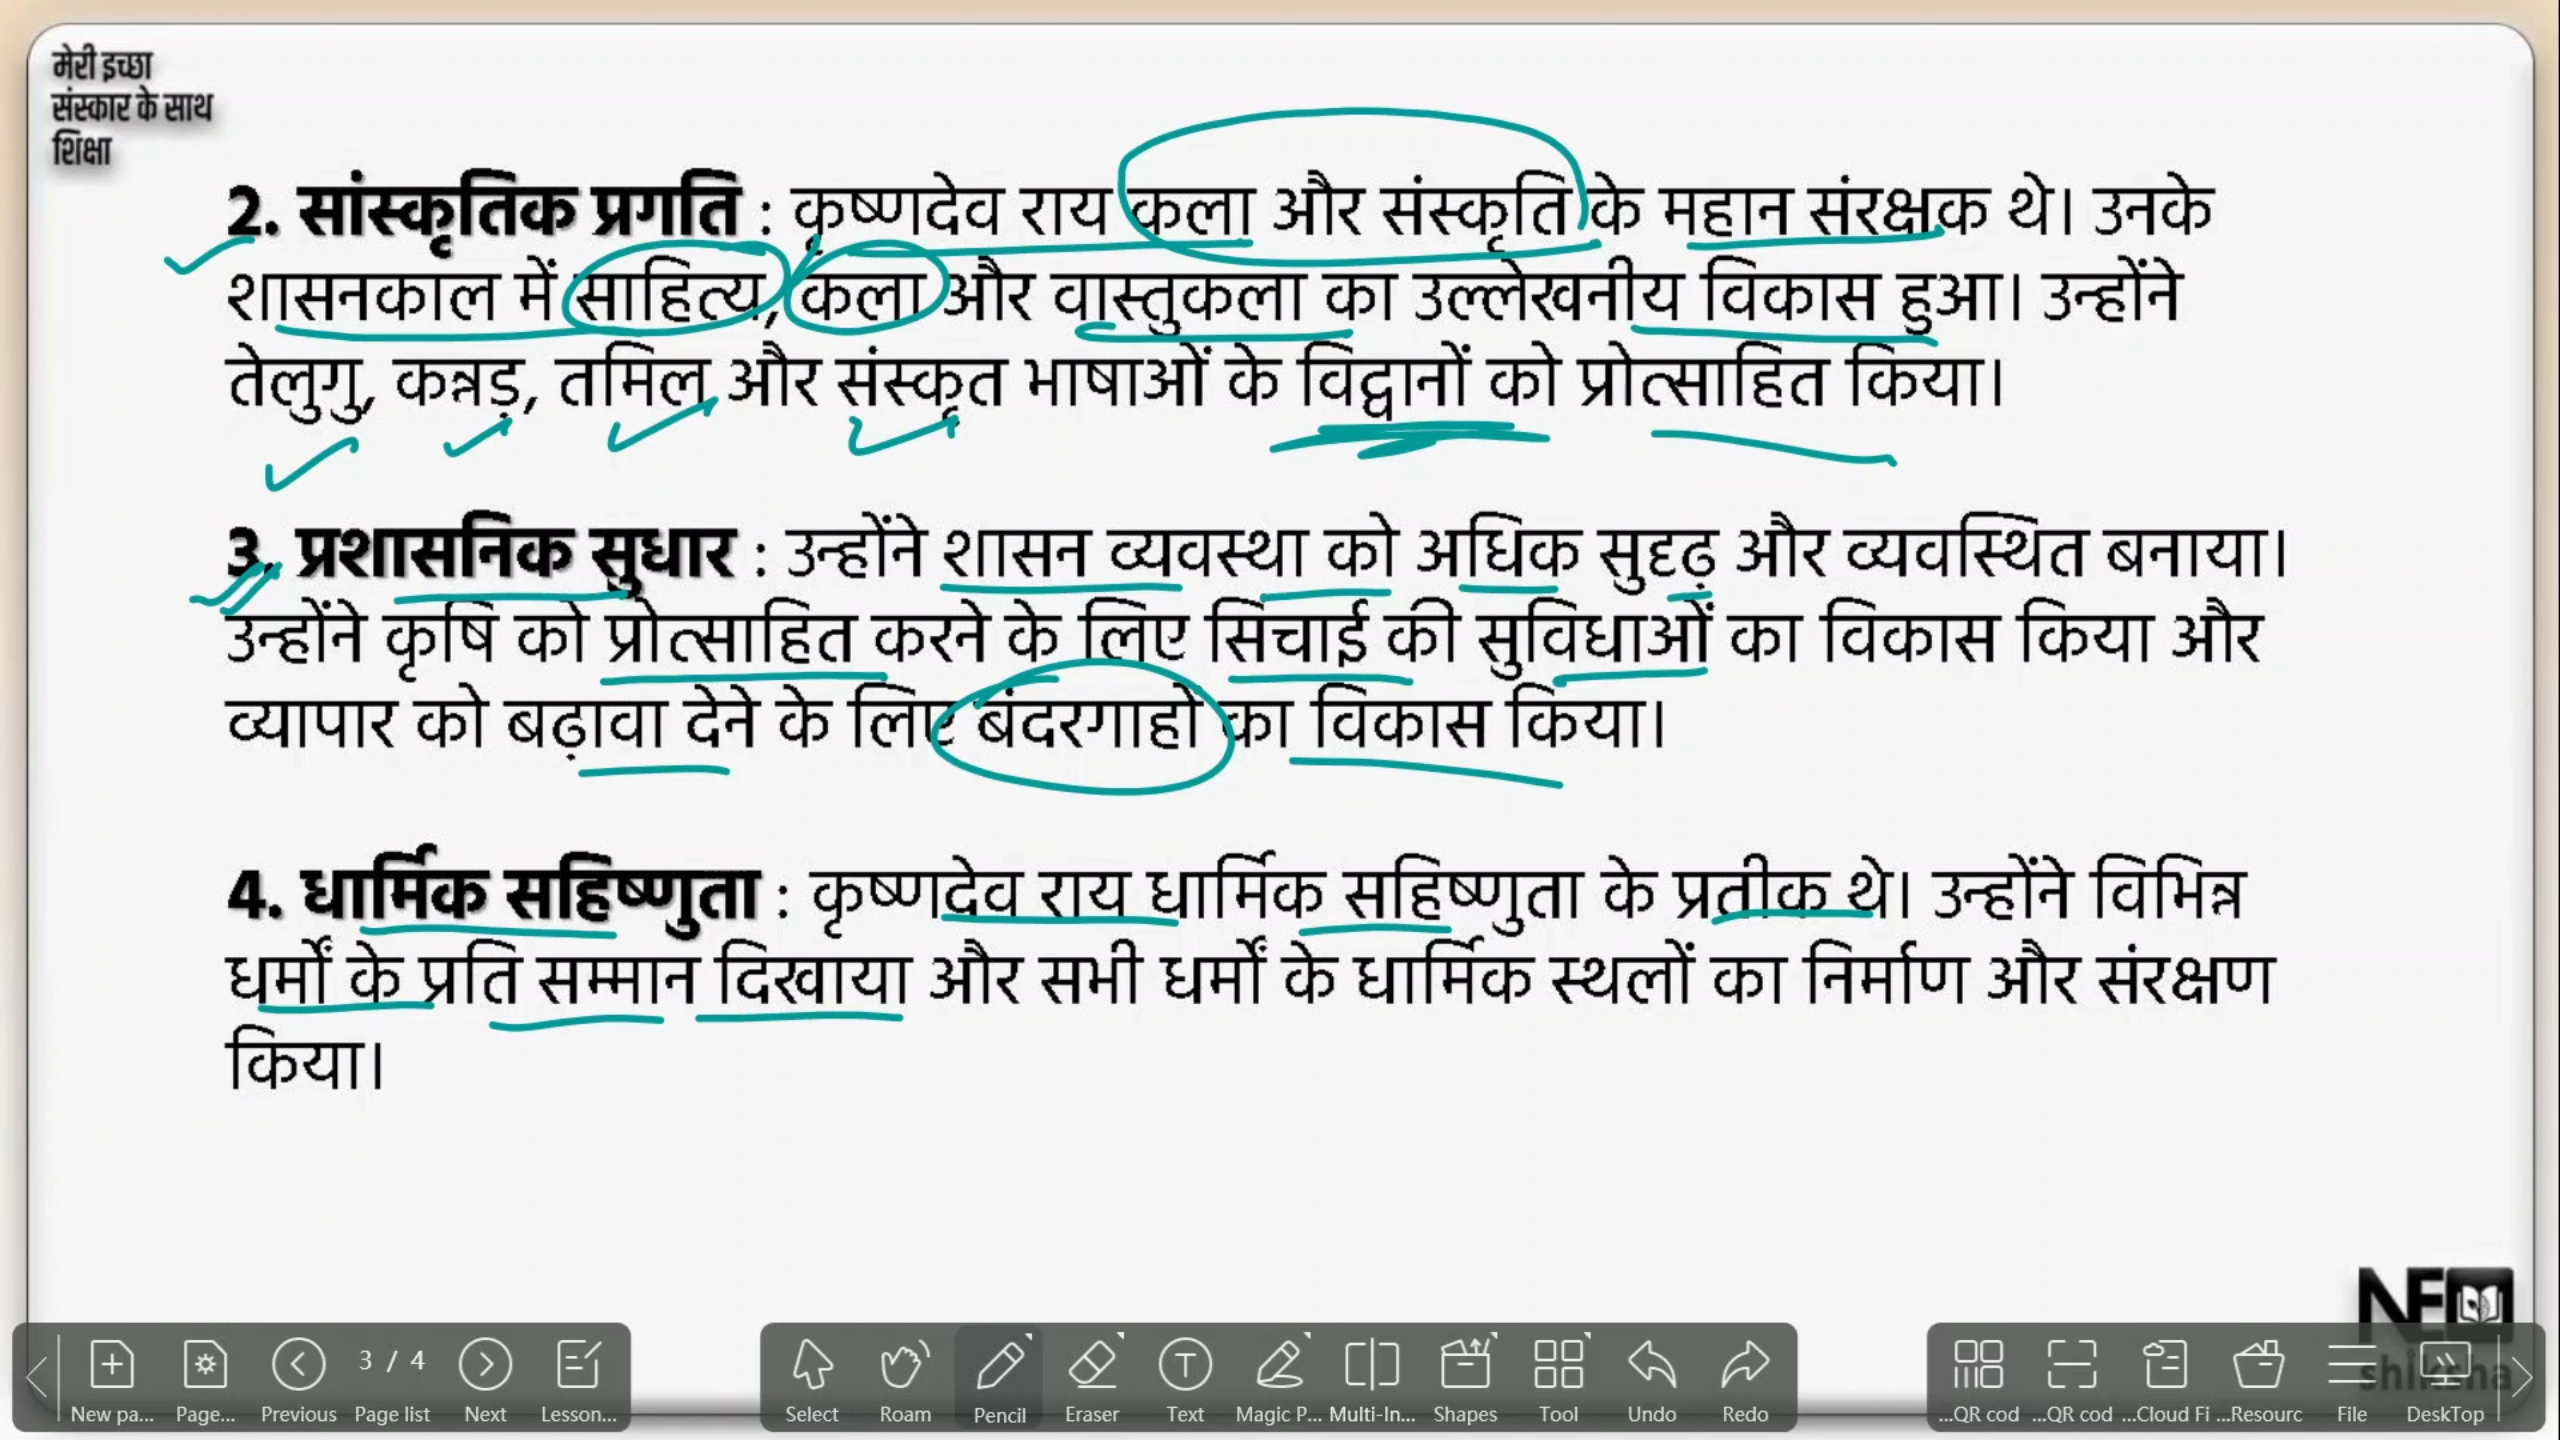 मेरी इच्छा
संस्कार के साथ
शिक्षा
2. सांस्कृतिक प्रगति : कृष्णदेव राय कला और संस्कृति के महान संरक्षक थे। उनके
शासनकाल में साहित्य, कला और वास्तुकला का उल्लेखनीय विकास हुआ। उन्होंने
तेलुगु, कन्नड़, तमिल और संस्कृत भाषाओं के विद्वानों को प्रोत्साहित किया।
3. प्रशासनिक सुधार : उन्होंने शासन व्यवस्था को अधिक सुदृढ़ और व्यवस्थित बनाया।
उन्होंने कृषि को प्रोत्साहित करने के लिए सिंचाई की सुविधाओं का विकास किया और
व्यापार को बढ़ावा देने के लिए बंदरगाहों का विकास किया।
4. धार्मिक सहिष्णुता : कृष्णदेव राय धार्मिक सहिष्णुता के प्रतीक थे। उन्होंने विभिन्न
धर्मों के प्रति सम्मान दिखाया और सभी धर्मों के धार्मिक स्थलों का निर्माण और संरक्षण
किया।
shiksha
3 / 4
New pa... Page... Previous Page list Next Lesson... Select Roam Pencil Eraser Text Magic P... Multi-In... Shapes Tool Undo Redo ...QR cod ...QR cod ...Cloud Fi ...Resourc File DeskTop